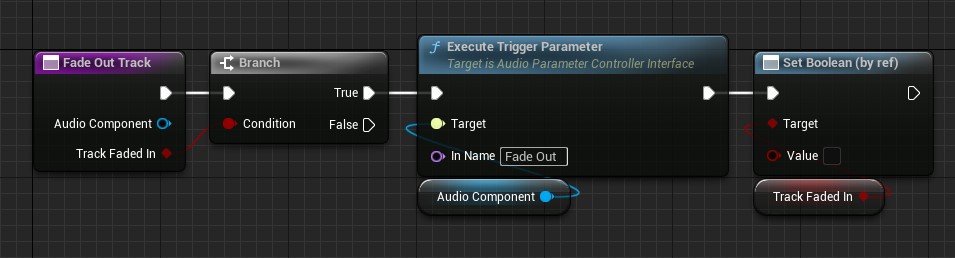 Fade Out Track
Audio Component
Track Faded In
Branch
True
Condition
False
Execute Trigger Parameter
Target is Audio Parameter Controller Interface
Target
In Name Fade Out
Audio Component
Set Boolean (by ref)
Target
Value
Track Faded In